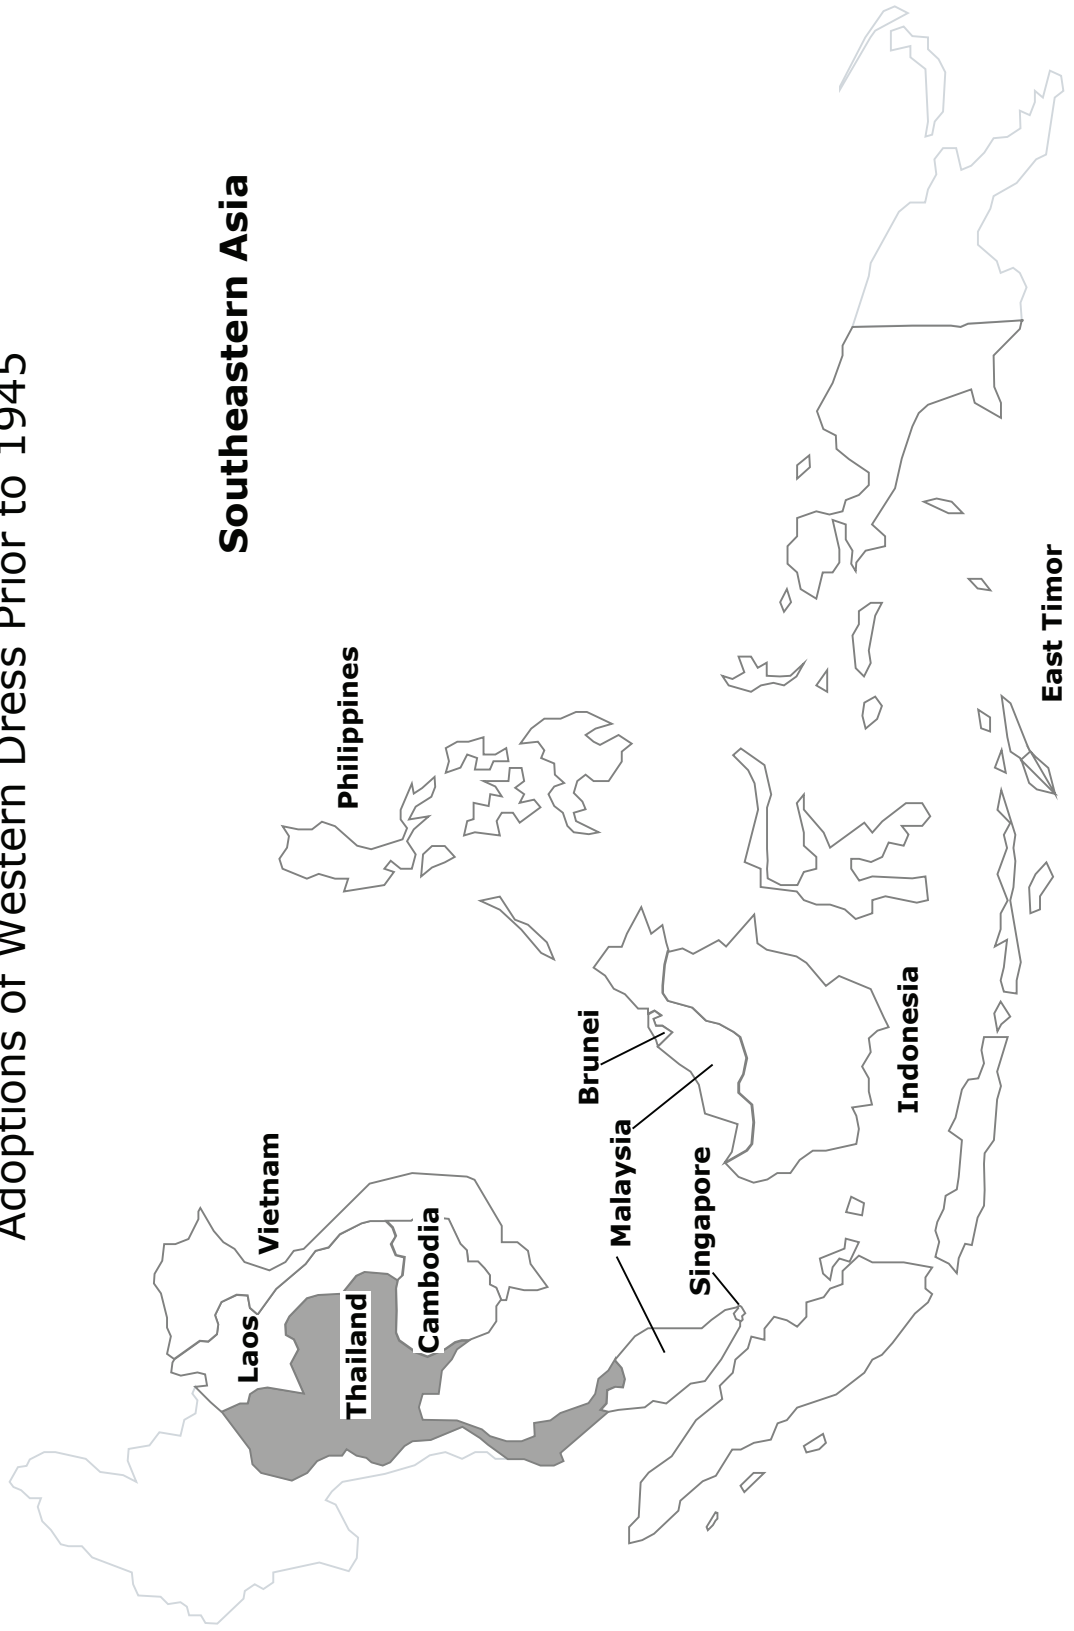 Adoptions of Western Dress Prior to 1945
Southeastern Asia
Vietnam
Laos
Thailand
Cambodia
Philippines
Brunei
Malaysia
Singapore
Indonesia
East Timor